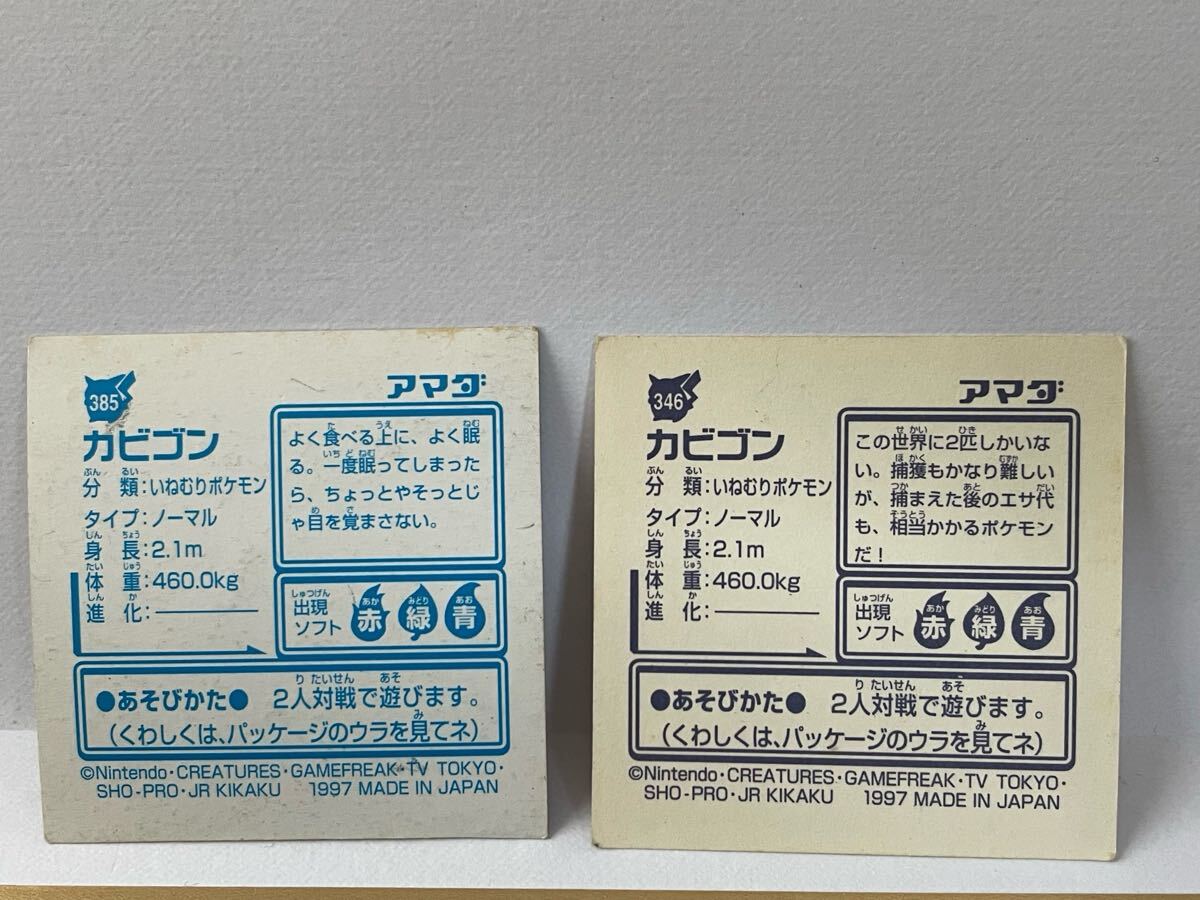 385
アマダ
カビゴン
分類:いねむりポケモン
タイプ:ノーマル
身長:2.1m
体重:460.0kg
進化:
よく食べる上に、よく眠
る。一度眠ってしまった
ら、ちょっとやそっとじ
ゃ目を覚まさない。
出現
ソフト
赤 緑 青
●あそびかた● 2人対戦で遊びます。
(くわしくは、パッケージのウラを見てネ)
©Nintendo・CREATURES・GAMEFREAK・TV TOKYO・
SHO-PRO・JR KIKAKU 1997 MADE IN JAPAN
346
アマダ
カビゴン
分類:いねむりポケモン
タイプ:ノーマル
身長:2.1m
体重:460.0kg
進化:
この世界に2匹しかいな
い。捕獲もかなり難しい
が、捕まえた後のエサ代
も、相当かかるポケモン
だ!
出現
ソフト
赤 緑 青
●あそびかた● 2人対戦で遊びます。
(くわしくは、パッケージのウラを見てネ)
©Nintendo・CREATURES・GAMEFREAK・TV TOKYO・
SHO-PRO・JR KIKAKU 1997 MADE IN JAPAN